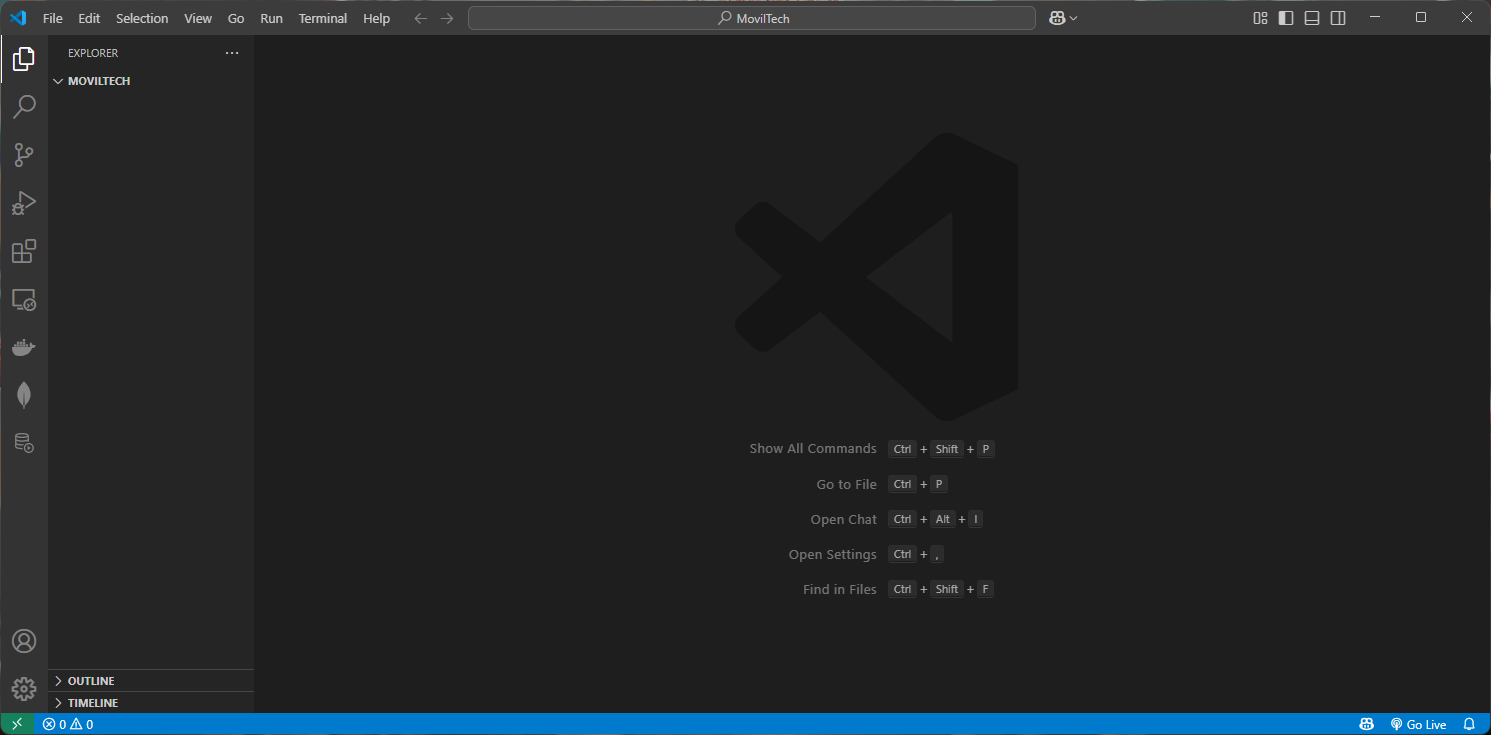 File Edit Selection View Go Run Terminal Help MovilTech
EXPLORER
MOVILTECH
Show All Commands Ctrl + Shift + P
Go to File Ctrl + P
Open Chat Ctrl + Alt + I
Open Settings Ctrl + ,
Find in Files Ctrl + Shift + F
OUTLINE
TIMELINE
0 0 Go Live